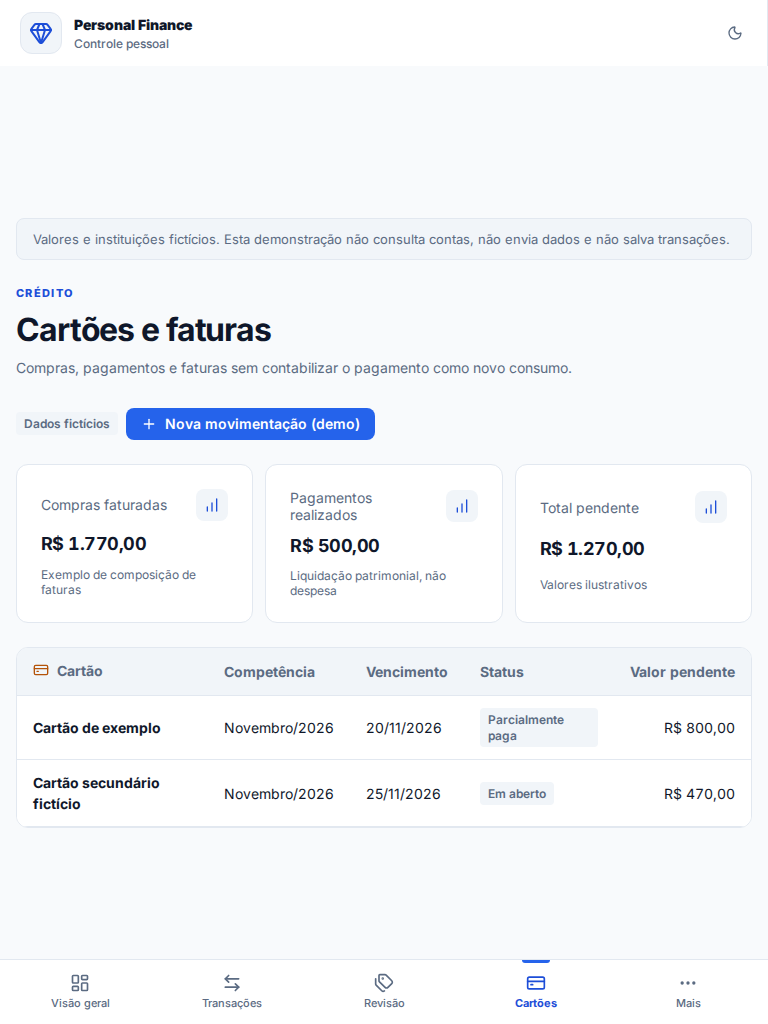 Personal Finance
Controle pessoal
Valores e instituições fictícios. Esta demonstração não consulta contas, não envia dados e não salva transações.
CRÉDITO
Cartões e faturas
Compras, pagamentos e faturas sem contabilizar o pagamento como novo consumo.
Dados fictícios
Nova movimentação (demo)
Compras faturadas
R$ 1.770,00
Exemplo de composição de
faturas
Pagamentos
realizados
R$ 500,00
Liquidação patrimonial, não
despesa
Total pendente
R$ 1.270,00
Valores ilustrativos
Cartão Competência Vencimento Status Valor pendente
Cartão de exemplo Novembro/2026 20/11/2026 Parcialmente
paga R$ 800,00
Cartão secundário
fictício Novembro/2026 25/11/2026 Em aberto R$ 470,00
Visão geral Transações Revisão Cartões Mais